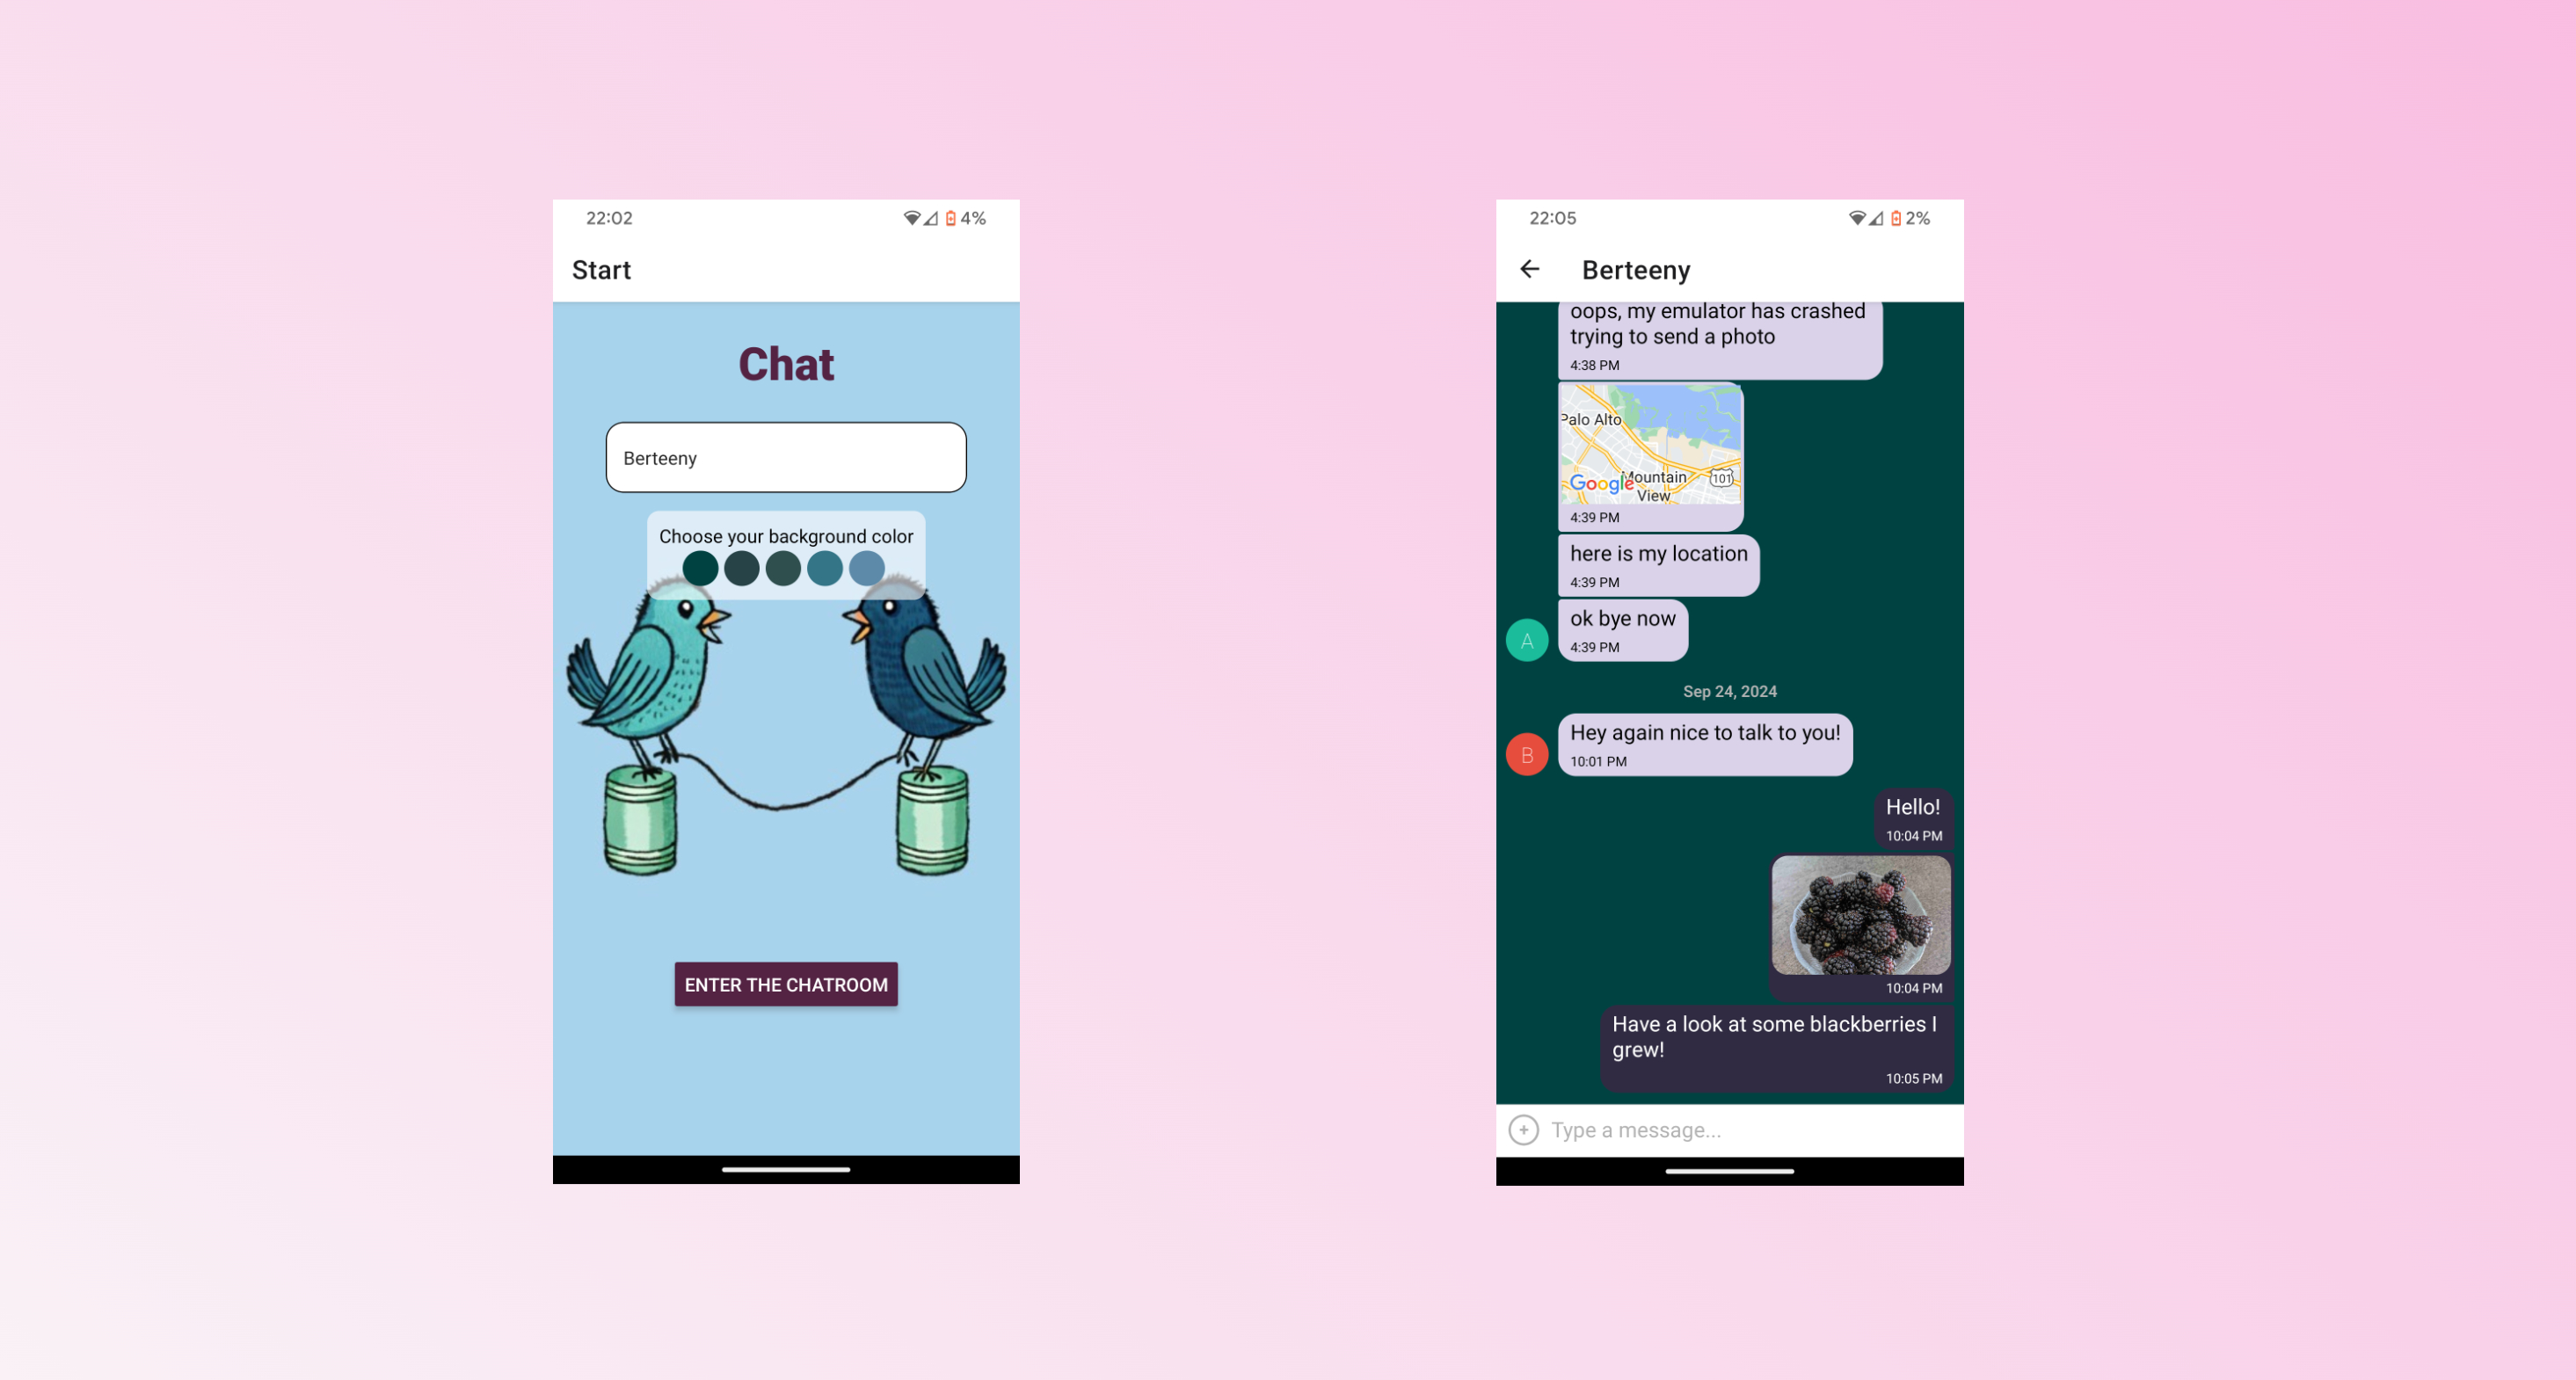 22:02
4%
Start
Chat
Berteeny
Choose your background color
ENTER THE CHATROOM
22:05
2%
Berteeny
oops, my emulator has crashed
trying to send a photo
4:38 PM
Palo Alto
Mountain
View
101
Google
4:39 PM
here is my location
4:39 PM
ok bye now
4:39 PM
A
Sep 24, 2024
Hey again nice to talk to you!
10:01 PM
B
Hello!
10:04 PM
10:04 PM
Have a look at some blackberries I
grew!
10:05 PM
Type a message...